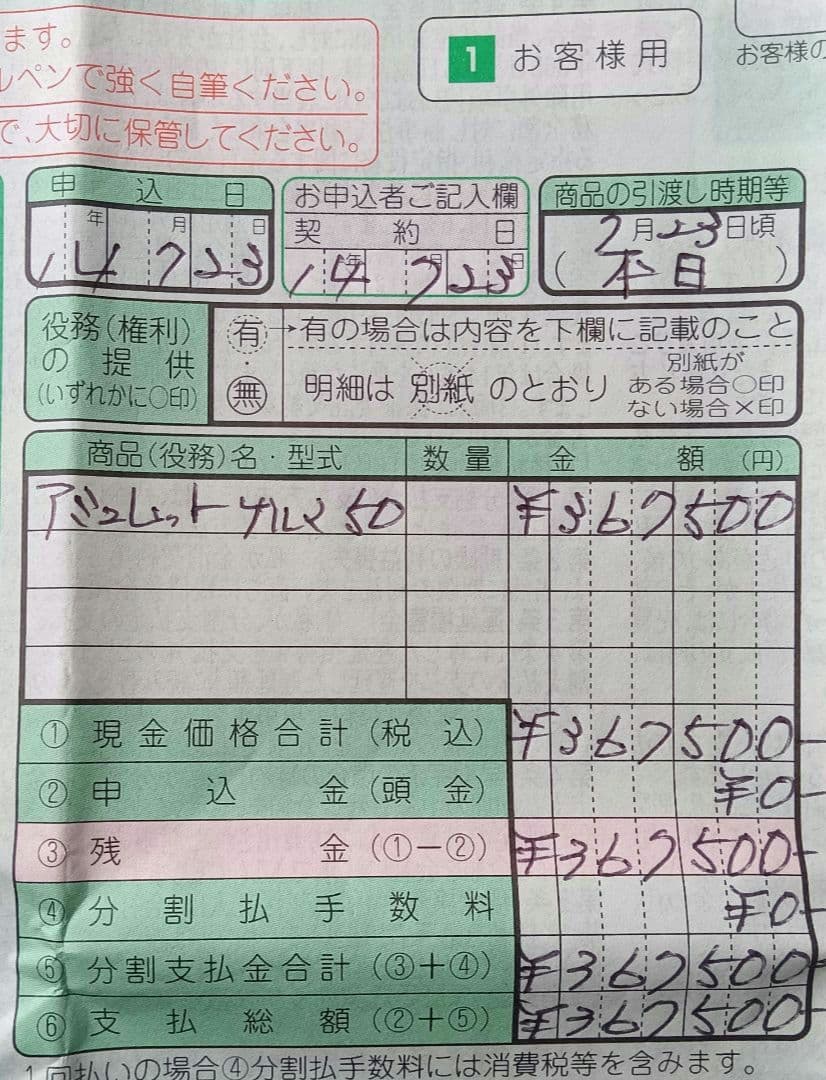 ます。
ルペンで強く自筆ください。
で、大切に保管してください。
1 お客様用
お客様の
申込日
年 月 日
14 7 23
お申込者ご記入欄
契約日
年 月 日
14 7 23
商品の引渡し時期等
7月23日頃
(本日)
役務(権利)の提供
(いずれかに○印)
有・無
→有の場合は内容を下欄に記載のこと
明細は 別紙 のとおり
別紙が
ある場合○印
ない場合×印
商品(役務)名・型式 数量 金額 (円)
アミュレット 50 ¥367500
① 現金価格合計(税込) ¥367500-
② 申込金(頭金) ¥0-
③ 残金(①-②) ¥367500-
④ 分割払手数料 ¥0-
⑤ 分割支払金合計(③+④) ¥367500-
⑥ 支払総額(②+⑤) ¥367500-
1回払いの場合④分割払手数料には消費税等を含みます。